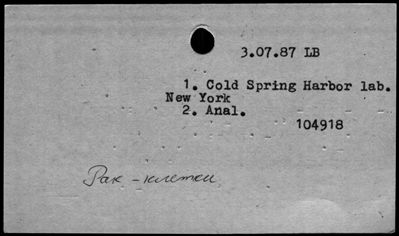 3.07.87 LB
1. Cold Spring Harbor lab.
New York
2. Anal.
104918
Рак - клетки